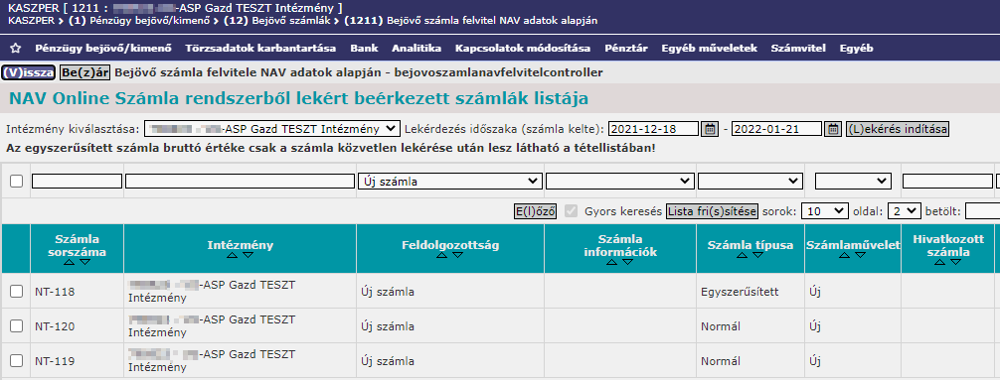 KASZPER [ 1211 : -ASP Gazd TESZT Intézmény ]
KASZPER > (1) Pénzügy bejövő/kimenő > (12) Bejövő számlák > (1211) Bejövő számla felvitel NAV adatok alapján
Pénzügy bejövő/kimenő Törzsadatok karbantartása Bank Analitika Kapcsolatok módosítása Pénztár Egyéb műveletek Számvitel Egyéb
(V)issza Be(z)ár Bejövő számla felvitele NAV adatok alapján - bejovoszamlanavfelvitelcontroller
NAV Online Számla rendszerből lekért beérkezett számlák listája
Intézmény kiválasztása: -ASP Gazd TESZT Intézmény Lekérdezés időszaka (számla kelte): 2021-12-18 - 2022-01-21 (L)ekérés indítása
Az egyszerűsített számla bruttó értéke csak a számla közvetlen lekérése után lesz látható a tétellistában!
Új számla
E(l)őző Gyors keresés Lista fri(s)sítése sorok: 10 oldal: 2 betölt:
Számla sorszáma Intézmény Feldolgozottság Számla információk Számla típusa Számlaművelet Hivatkozott számla
NT-118 -ASP Gazd TESZT Intézmény Új számla Egyszerűsített Új
NT-120 -ASP Gazd TESZT Intézmény Új számla Normál Új
NT-119 -ASP Gazd TESZT Intézmény Új számla Normál Új